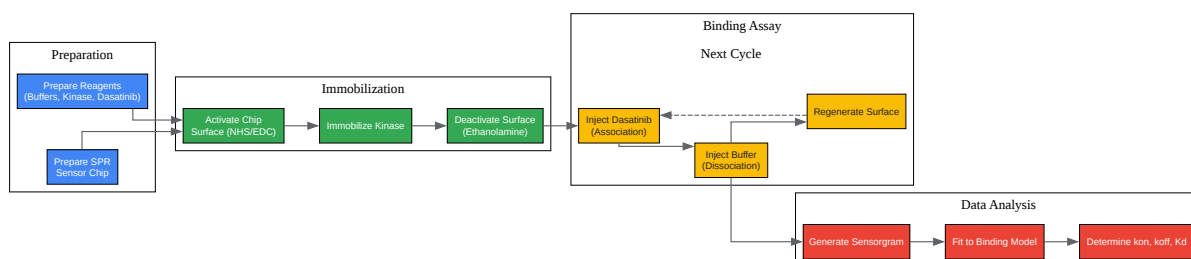 Preparation
Prepare Reagents
(Buffers, Kinase, Dasatinib)
Prepare SPR
Sensor Chip
Immobilization
Activate Chip
Surface (NHS/EDC)
Immobilize Kinase
Deactivate Surface
(Ethanolamine)
Binding Assay
Next Cycle
Inject Dasatinib
(Association)
Inject Buffer
(Dissociation)
Regenerate Surface
Data Analysis
Generate Sensorgram
Fit to Binding Model
Determine kon, koff, Kd